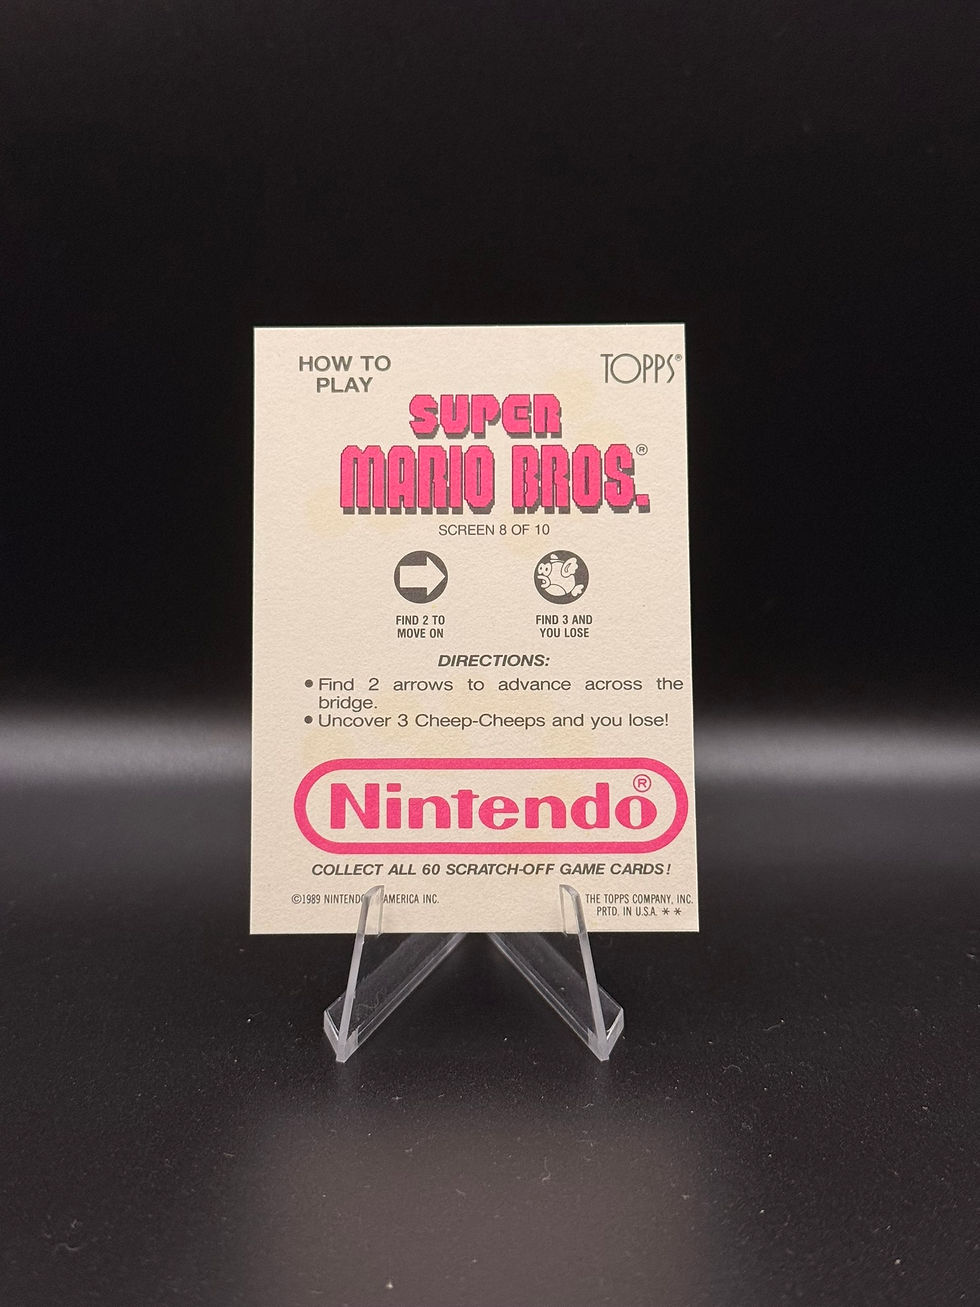 HOW TO
PLAY
TOPPS®
SUPER
MARIO BROS.®
SCREEN 8 OF 10
FIND 2 TO
MOVE ON
FIND 3 AND
YOU LOSE
DIRECTIONS:
• Find 2 arrows to advance across the
bridge.
• Uncover 3 Cheep-Cheeps and you lose!
Nintendo®
COLLECT ALL 60 SCRATCH-OFF GAME CARDS!
©1989 NINTENDO AMERICA INC.
THE TOPPS COMPANY, INC.
PRTD. IN U.S.A. * *